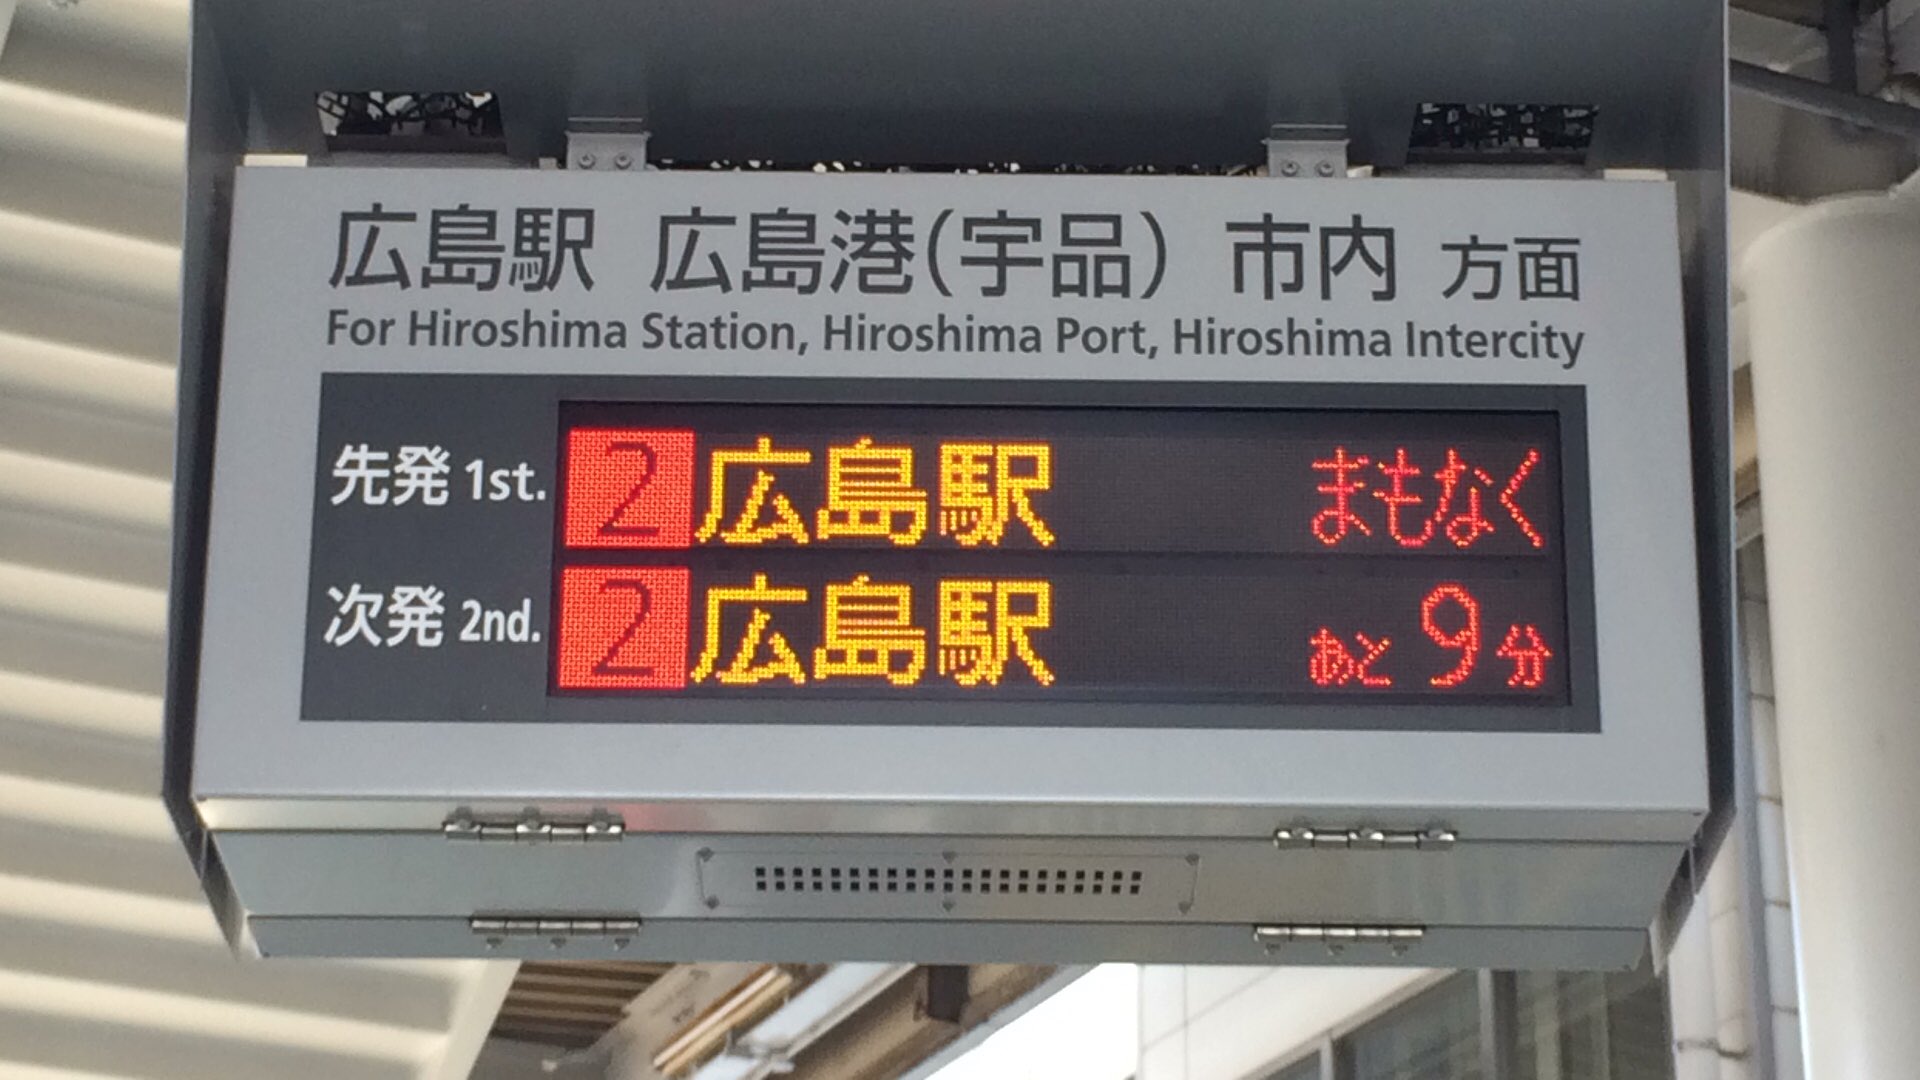 広島駅 広島港(宇品) 市内 方面
For Hiroshima Station, Hiroshima Port, Hiroshima Intercity
先発 1st. 2 広島駅 まもなく
次発 2nd. 2 広島駅 あと 9 分